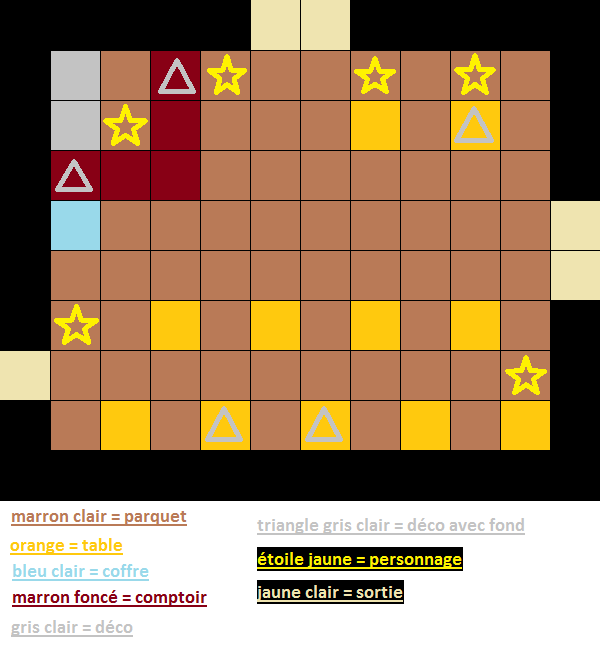 marron clair = parquet
orange = table
bleu clair = coffre
marron foncé = comptoir
gris clair = déco
triangle gris clair = déco avec fond
étoile jaune = personnage
jaune clair = sortie